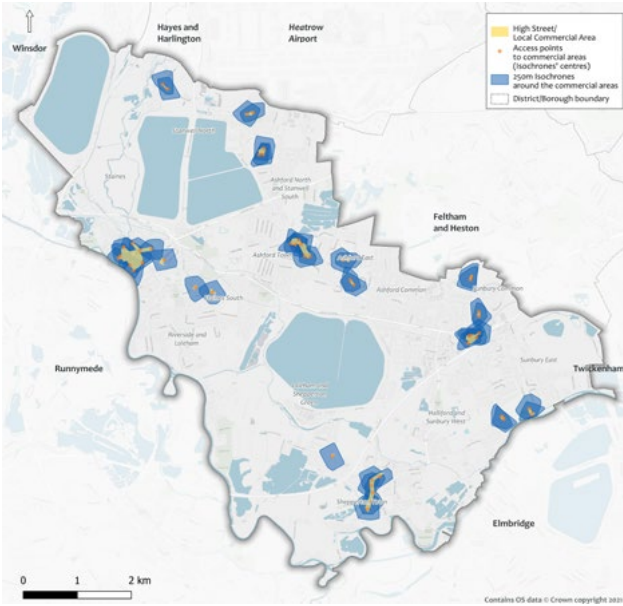 Hayes and
Harlington
Heatrow
Airport
Winsdor
High Street/
Local Commercial Area
Access points
to commercial areas
(Isochrones' centres)
250m Isochrones
around the commercial areas
District/Borough boundary
Stanwell North
Staines
Ashford North
and Stanwell
South
Feltham
and Heston
Ashford Town
Ashford East
Ashford Common
Sunbury Common
South
Riverside and
Laleham
Sunbury East
Runnymede
Twickenham
Halliford and
Sunbury West
Elmbridge
0 1 2 km
Contains OS data © Crown copyright